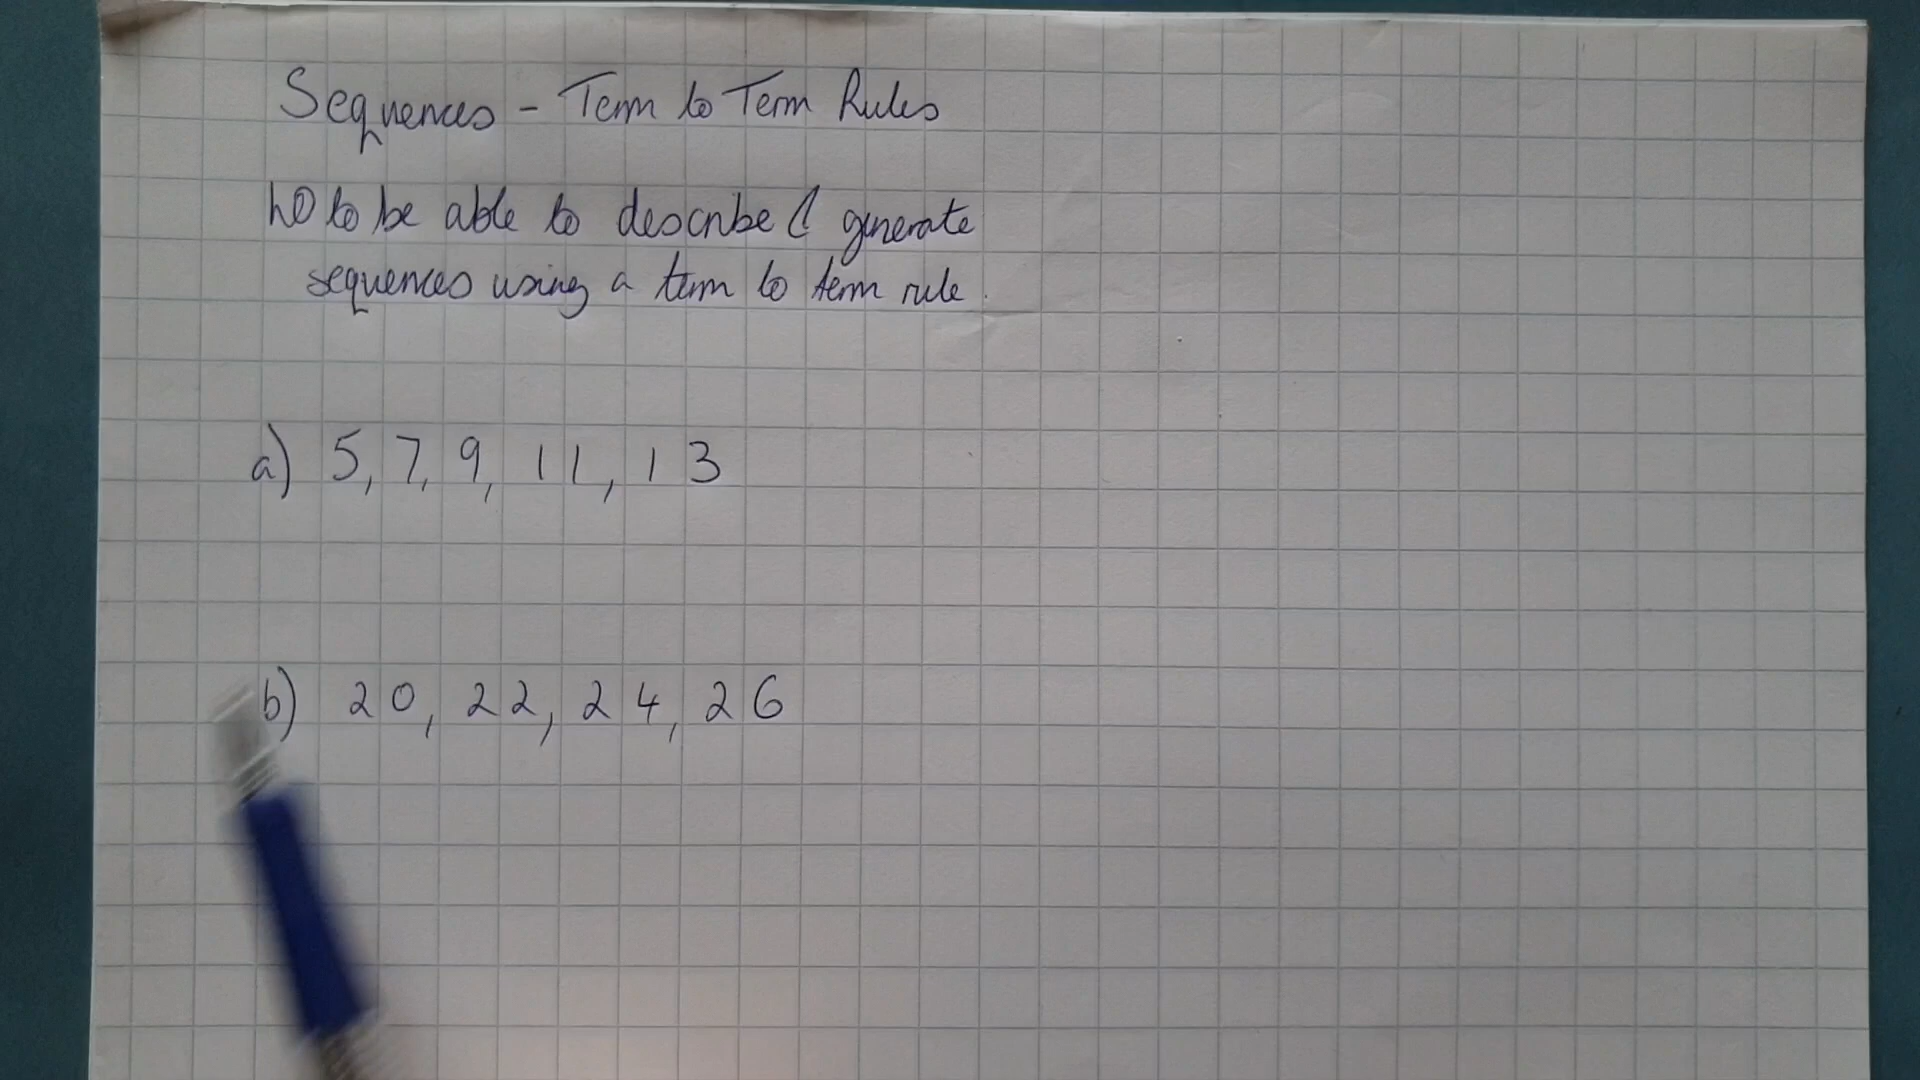 Sequences - Term to Term Rules
LO to be able to describe & generate
sequences using a term to term rule.
a) 5, 7, 9, 11, 13
b) 20, 22, 24, 26